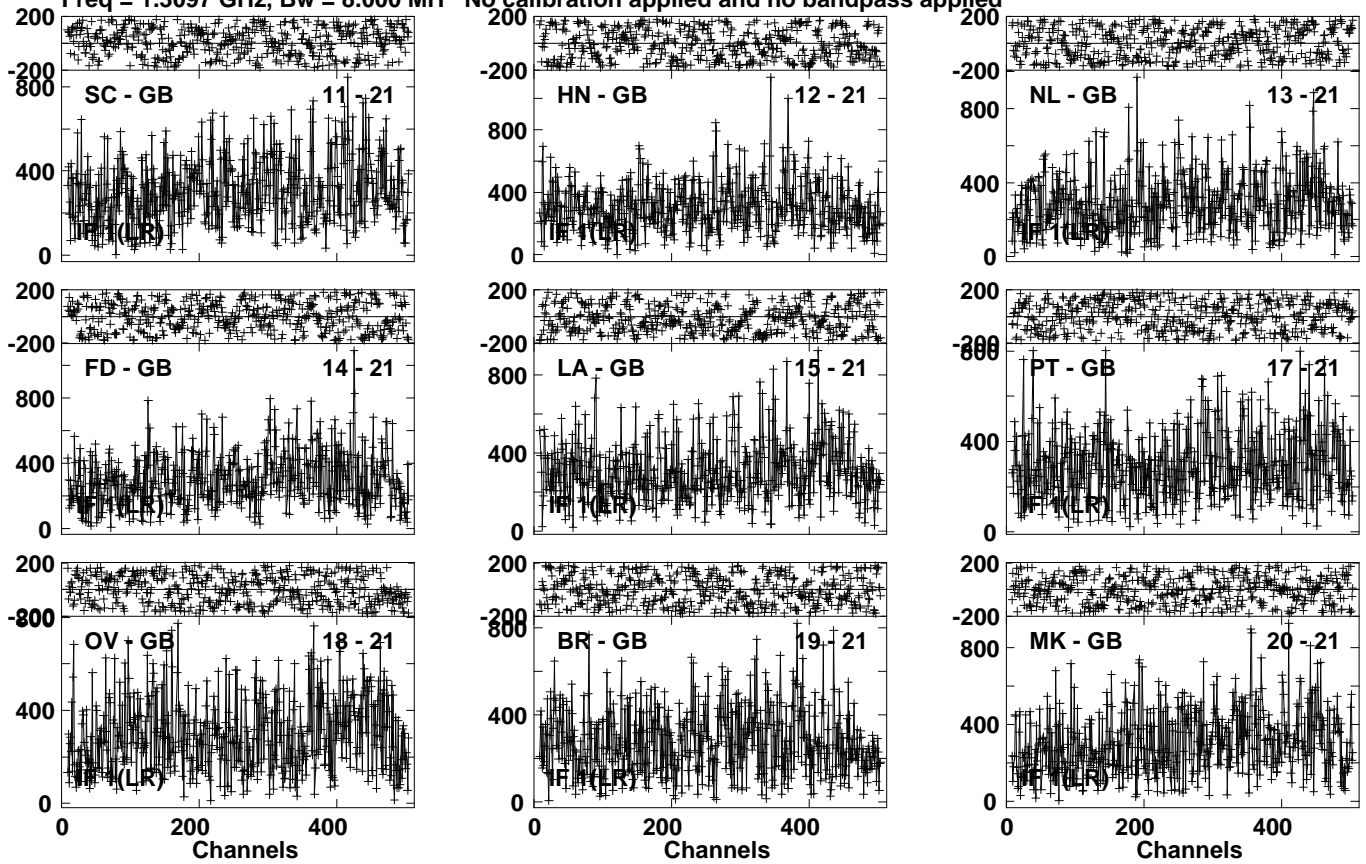 Freq = 1.3097 GHz, Bw = 8.000 MH No calibration applied and no bandpass applied
200 200 200
-200 -200 -200
800 SC - GB 11 - 21 HN - GB 12 - 21 NL - GB 13 - 21
800 800
400 400 400
IF 1(LR) IF 1(LR) IF 1(LR)
0 0 0
200 200 200
-200 -200 -200
800
FD - GB 14 - 21 LA - GB 15 - 21 PT - GB 17 - 21
800 800
400 400 400
IF 1(LR) IF 1(LR) IF 1(LR)
0 0 0
200 200 200
-200 -200 -200
800 800
OV - GB 18 - 21 BR - GB 19 - 21 MK - GB 20 - 21
800
400 400 400
IF 1(LR) IF 1(LR) IF 1(LR)
0 0 0
0 200 400 0 200 400 0 200 400
Channels Channels Channels